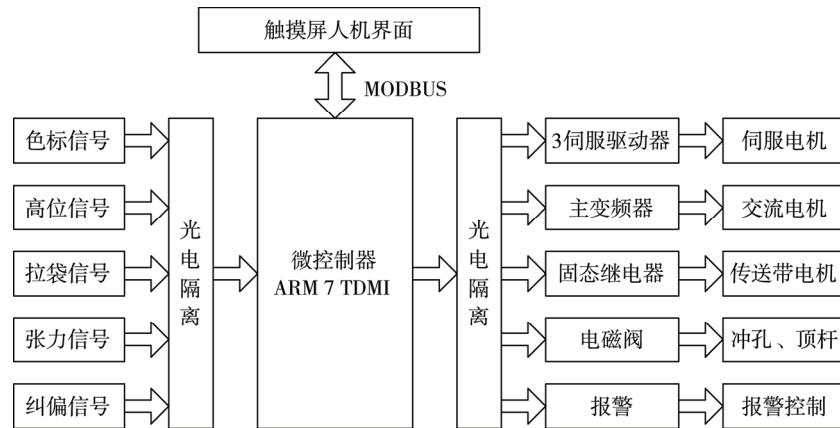 触摸屏人机界面
MODBUS
色标信号
高位信号
拉袋信号
张力信号
纠偏信号
光电隔离
微控制器
ARM 7 TDMI
光电隔离
3伺服驱动器
伺服电机
主变频器
交流电机
固态继电器
传送带电机
电磁阀
冲孔、顶杆
报警
报警控制